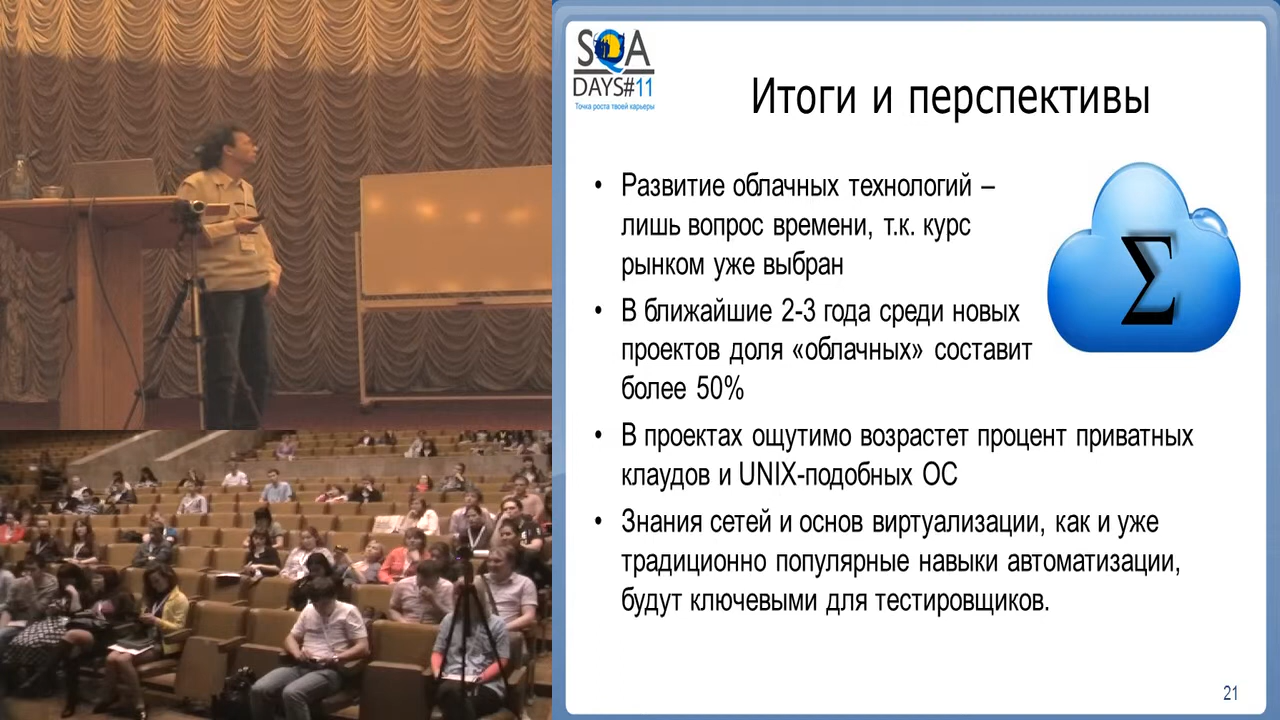 SQA
DAYS#11
Точка роста твоей карьеры
Итоги и перспективы
• Развитие облачных технологий –
лишь вопрос времени, т.к. курс
рынком уже выбран
• В ближайшие 2-3 года среди новых
проектов доля «облачных» составит
более 50%
• В проектах ощутимо возрастет процент приватных
клаудов и UNIX-подобных ОС
• Знания сетей и основ виртуализации, как и уже
традиционно популярные навыки автоматизации,
будут ключевыми для тестировщиков.
Σ
21